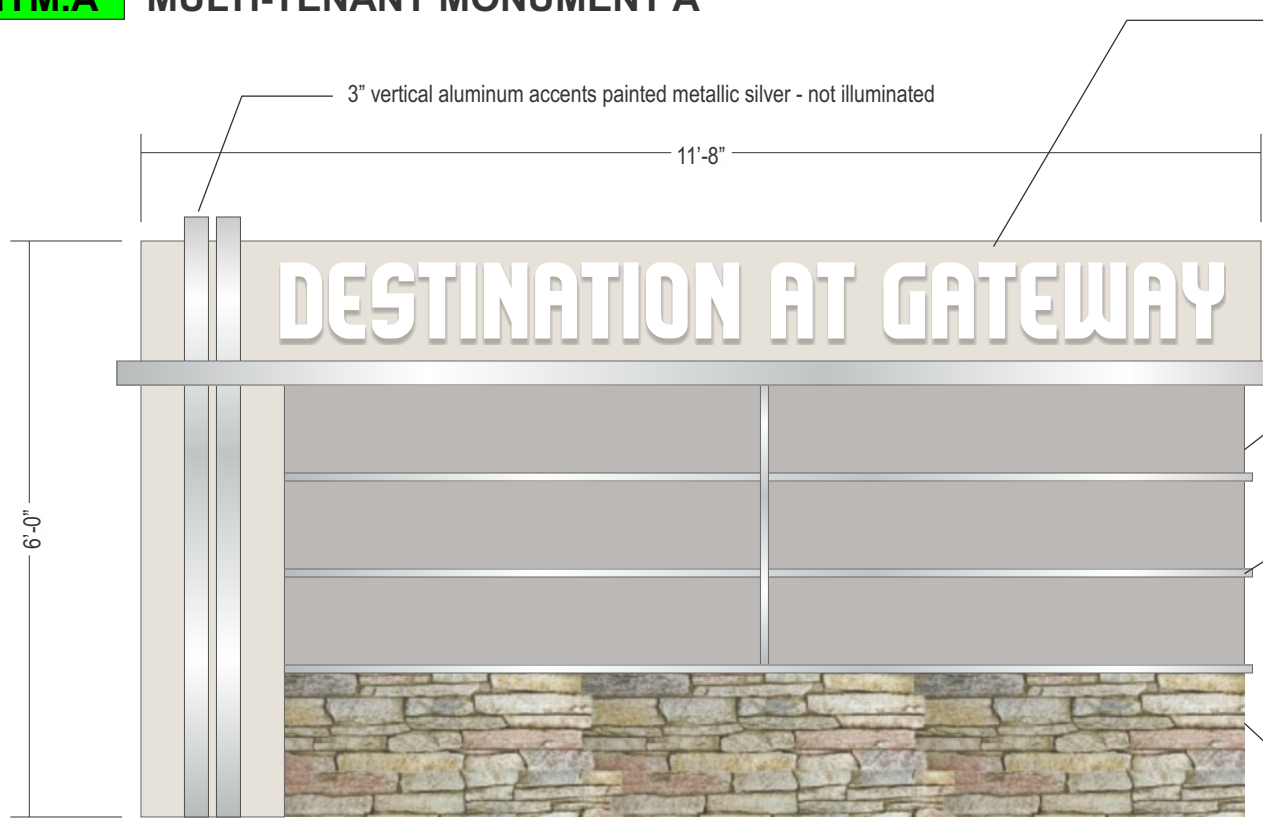 MULTI-TENANT MONUMENT A
3” vertical aluminum accents painted metallic silver - not illuminated
11’-8”
DESTINATION AT GATEWAY
6’-0”